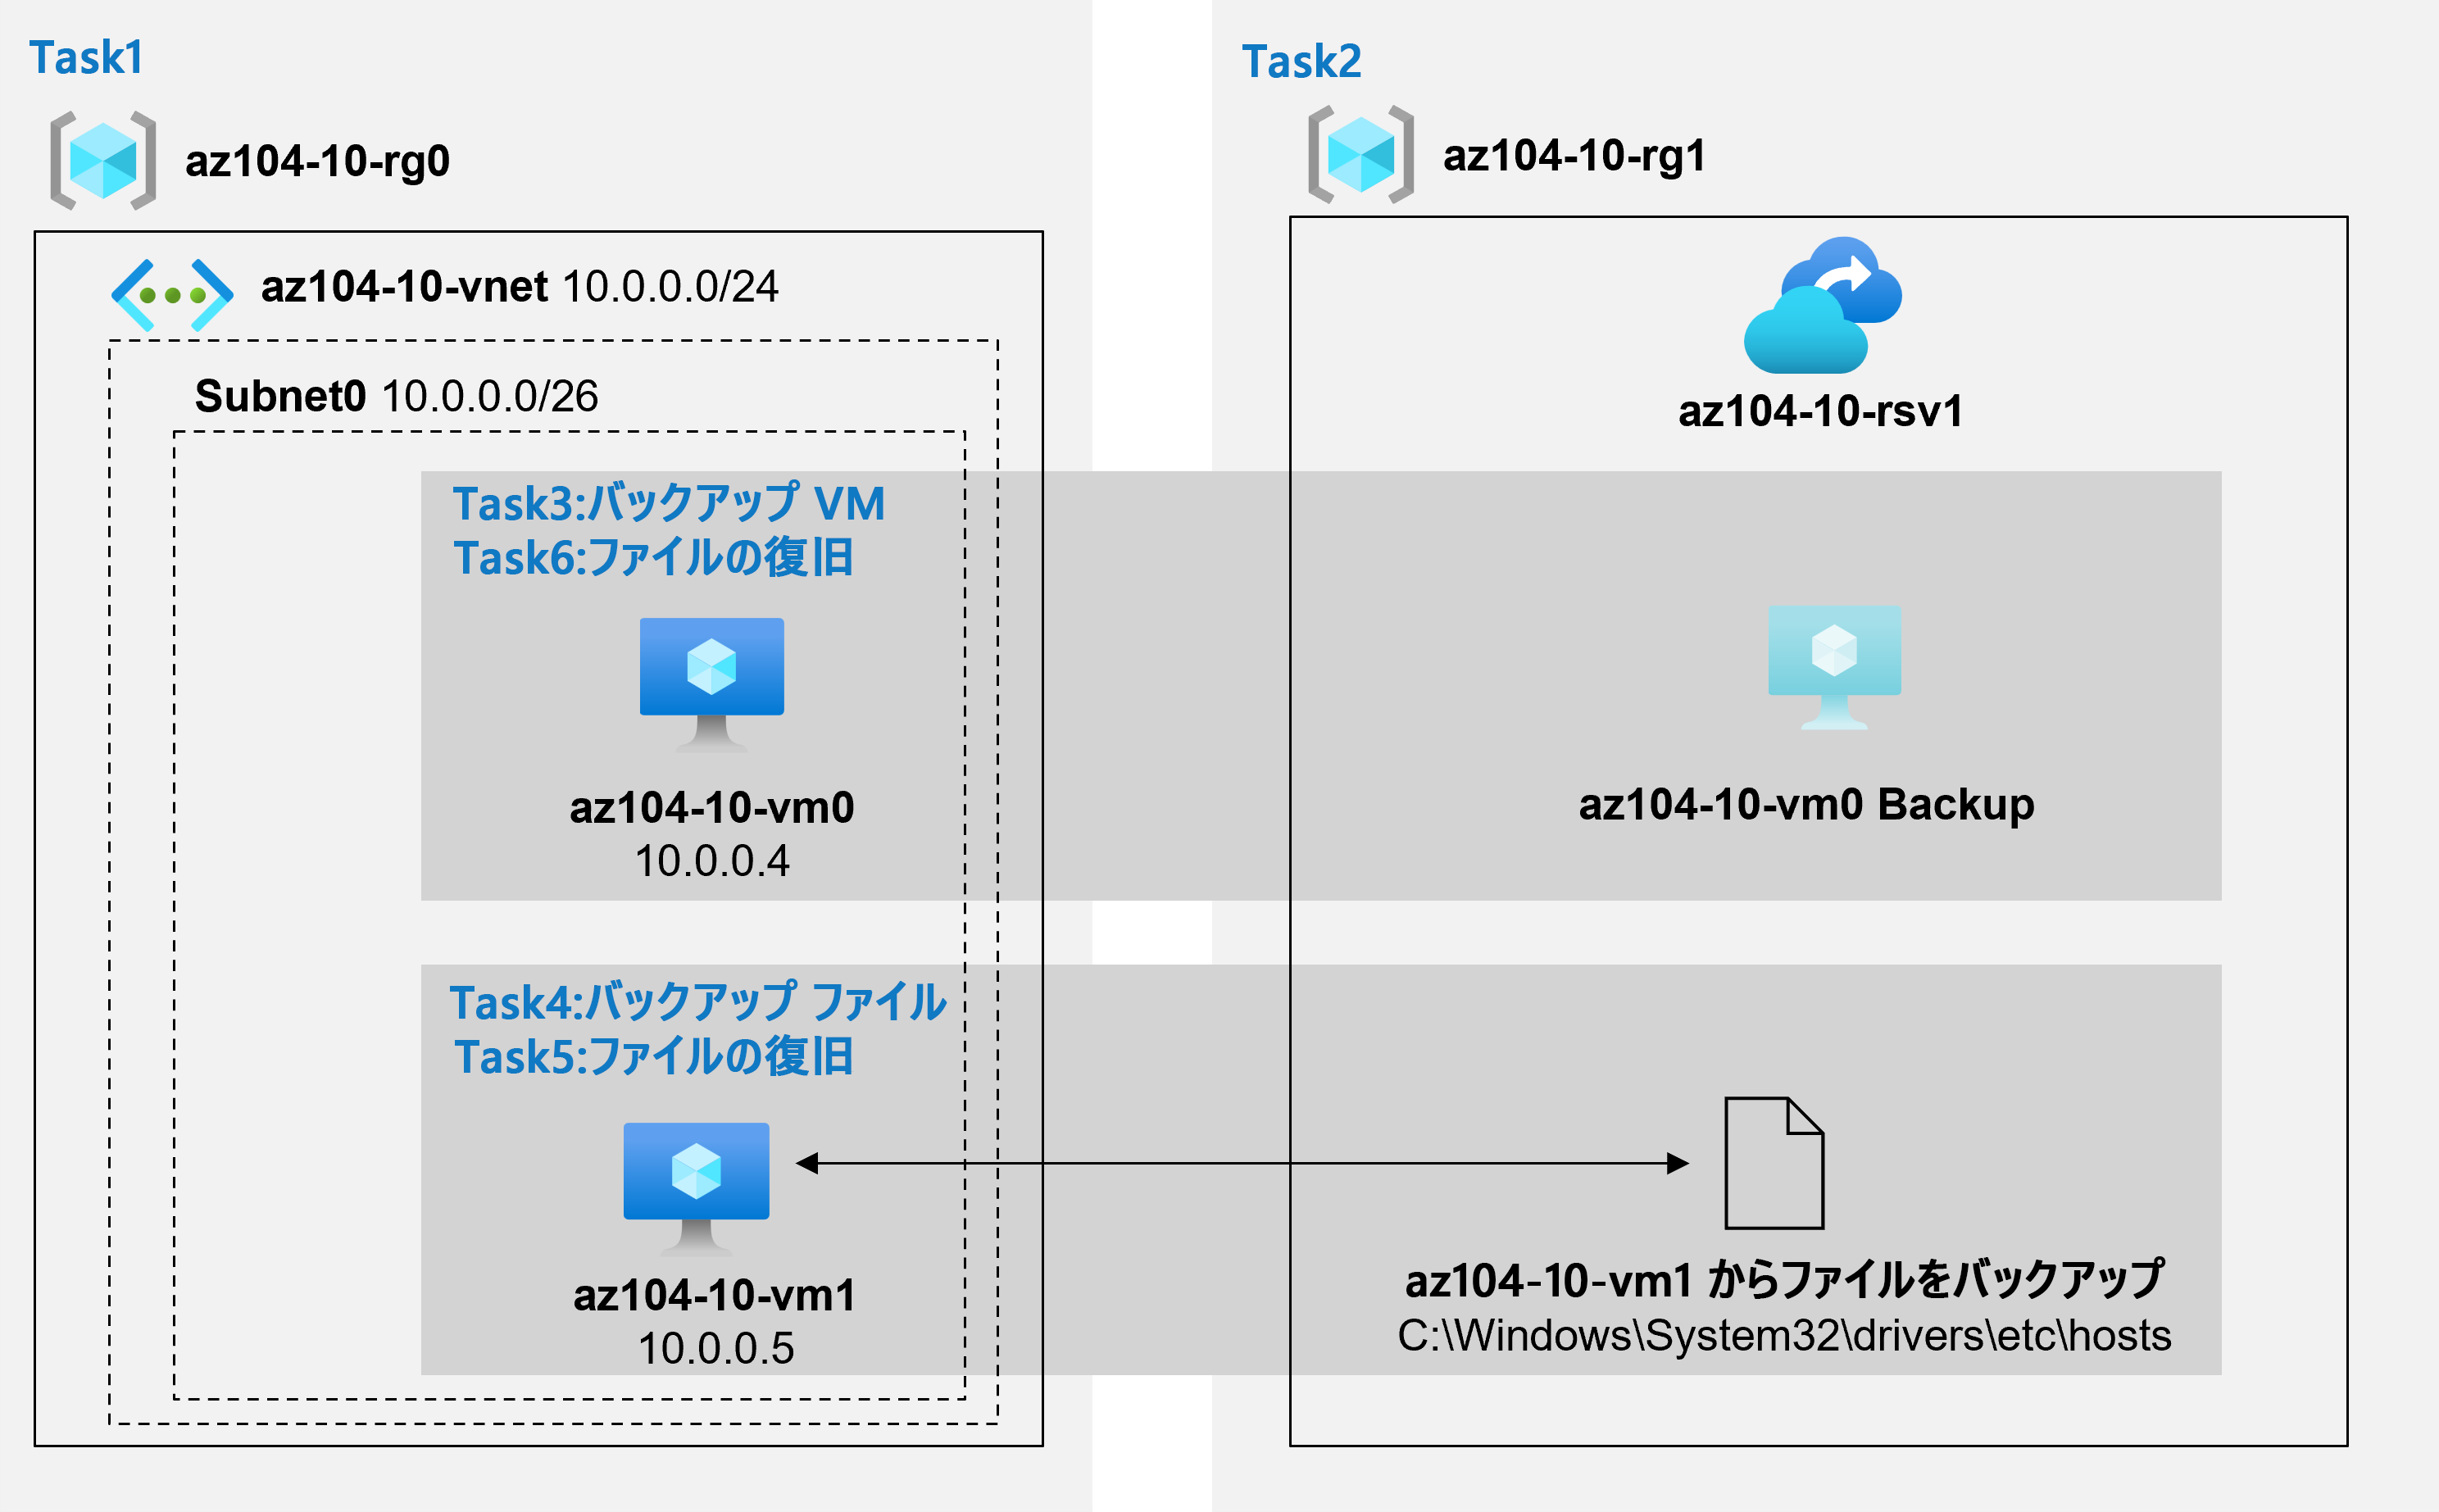 Task1
az104-10-rg0
az104-10-vnet 10.0.0.0/24
Subnet0 10.0.0.0/26
Task3:バックアップ VM
Task6:ファイルの復旧
az104-10-vm0
10.0.0.4
Task4:バックアップ ファイル
Task5:ファイルの復旧
az104-10-vm1
10.0.0.5
Task2
az104-10-rg1
az104-10-rsv1
az104-10-vm0 Backup
az104-10-vm1 からファイルをバックアップ
C:\Windows\System32\drivers\etc\hosts